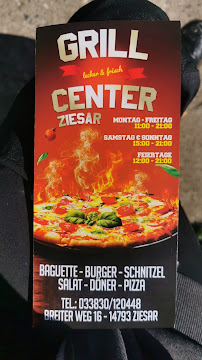 GRILL
lecker & frisch
CENTER
ZIESAR
MONTAG - FREITAG
11:00 - 21:00
SAMSTAG & SONNTAG
15:00 - 21:00
FEIERTAGE
12:00 - 21:00
BAGUETTE - BURGER - SCHNITZEL
SALAT - DÖNER - PIZZA
TEL.: 033830/120448
BREITER WEG 16 - 14793 ZIESAR